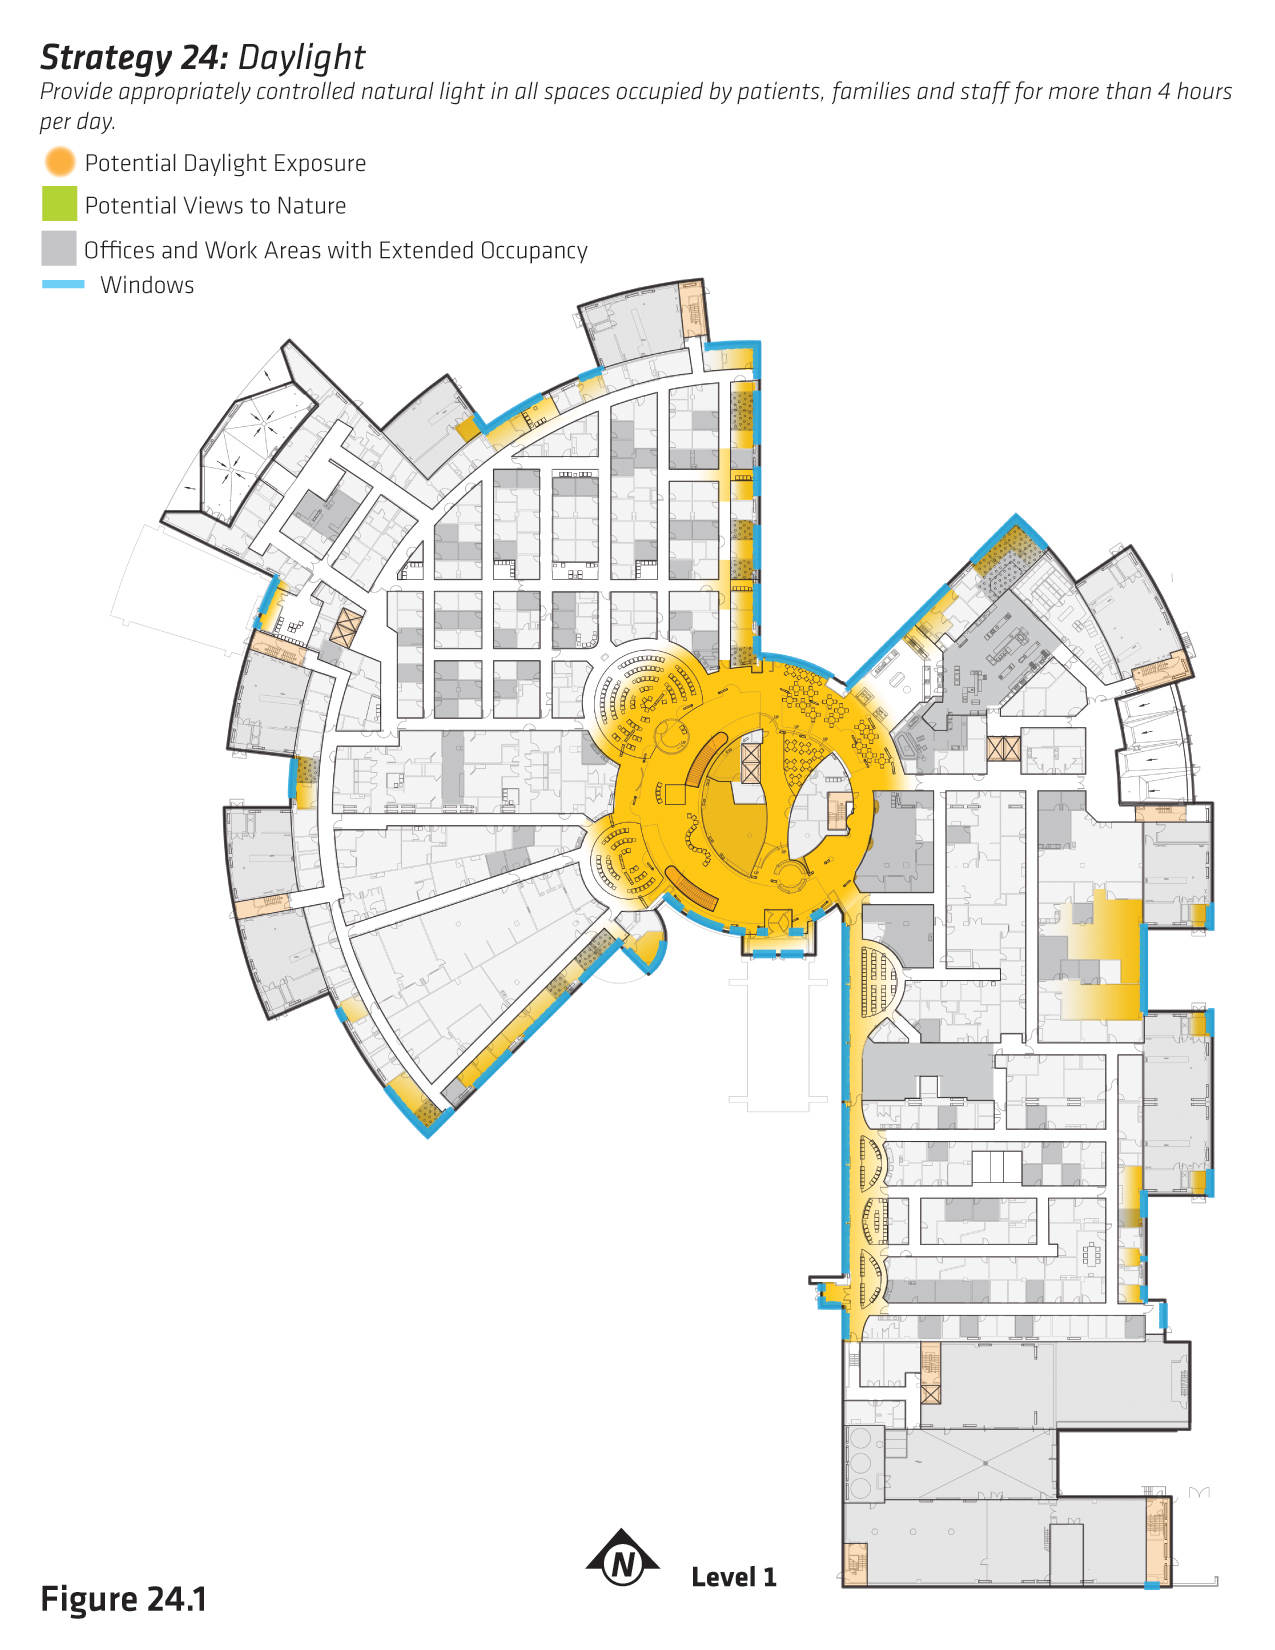 Strategy 24: Daylight
Provide appropriately controlled natural light in all spaces occupied by patients, families and staff for more than 4 hours
per day.
Potential Daylight Exposure
Potential Views to Nature
Offices and Work Areas with Extended Occupancy
Windows
N
Level 1
Figure 24.1